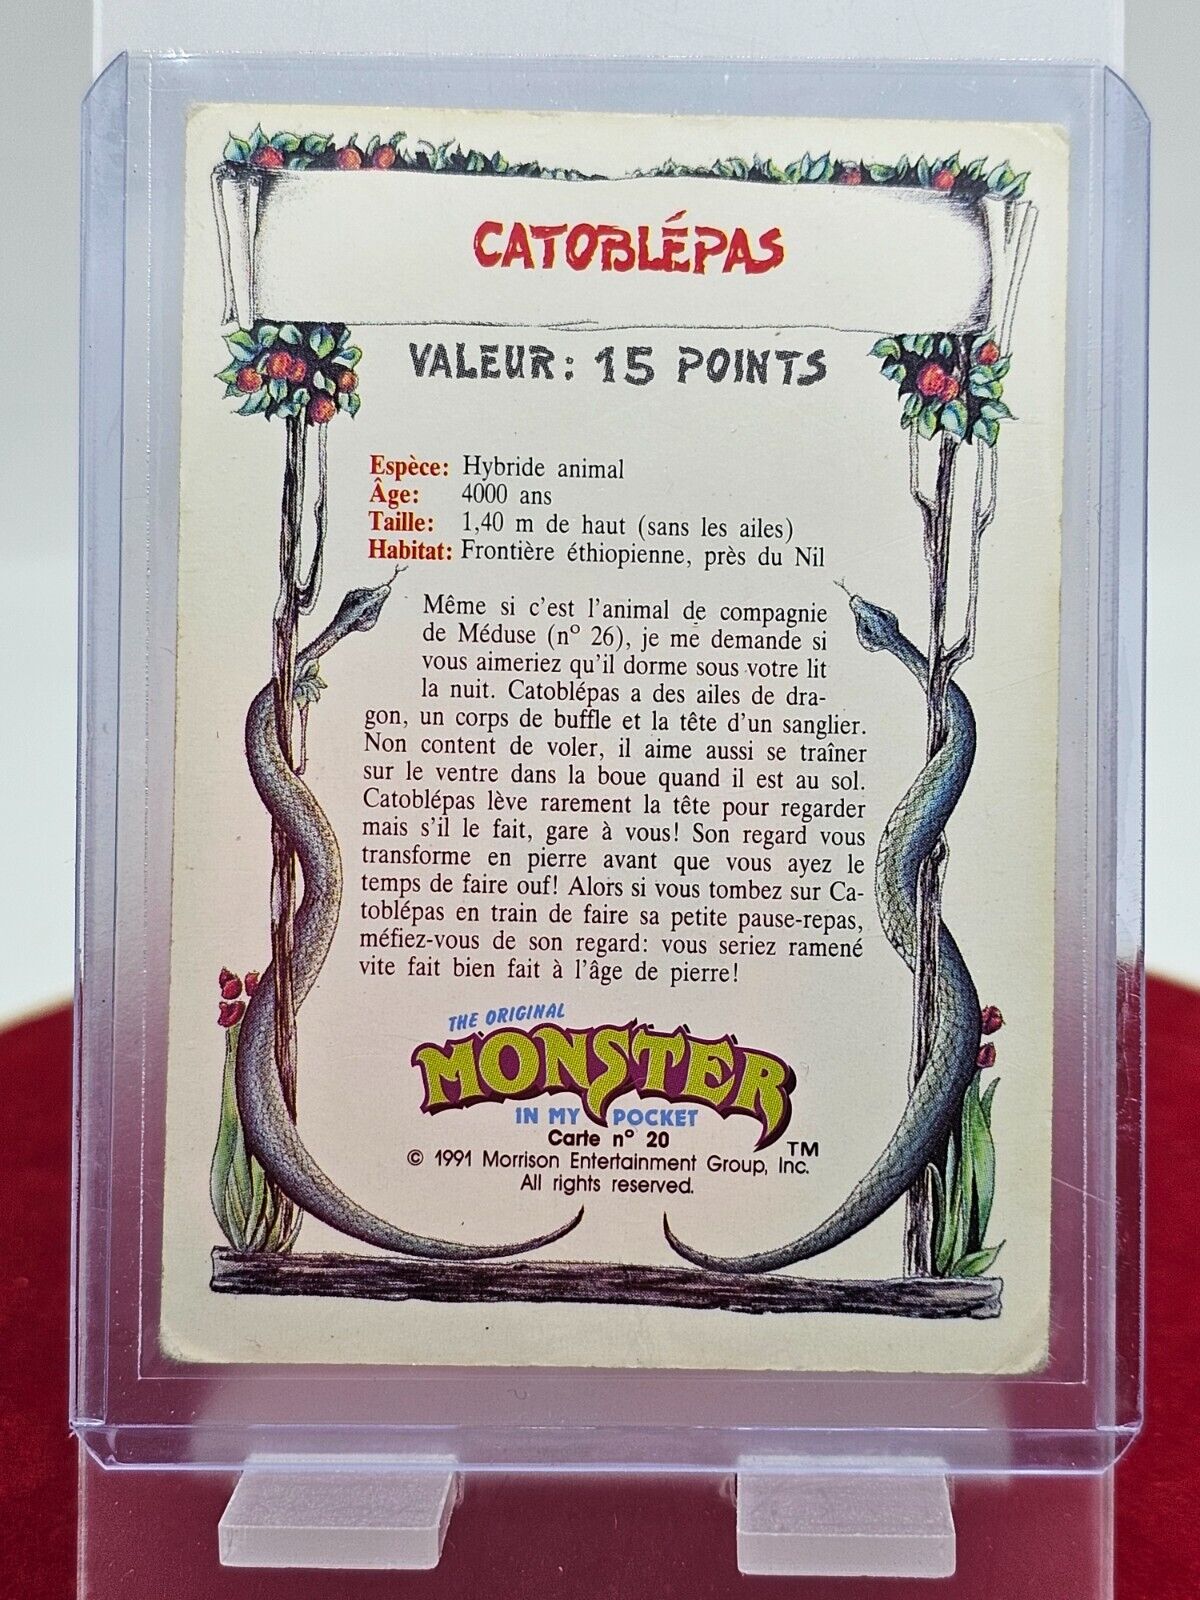 CATOBLÉPAS
VALEUR: 15 POINTS
Espèce: Hybride animal
Âge: 4000 ans
Taille: 1,40 m de haut (sans les ailes)
Habitat: Frontière éthiopienne, près du Nil
Même si c'est l'animal de compagnie
de Méduse (nº 26), je me demande si
vous aimeriez qu'il dorme sous votre lit
la nuit. Catoblépas a des ailes de dra-
gon, un corps de buffle et la tête d'un sanglier.
Non content de voler, il aime aussi se traîner
sur le ventre dans la boue quand il est au sol.
Catoblépas lève rarement la tête pour regarder
mais s'il le fait, gare à vous! Son regard vous
transforme en pierre avant que vous ayez le
temps de faire ouf! Alors si vous tombez sur Ca-
toblépas en train de faire sa petite pause-repas,
méfiez-vous de son regard: vous seriez ramené
vite fait bien fait à l'âge de pierre!
THE ORIGINAL
MONSTER
IN MY POCKET
TM
Carte nº 20
© 1991 Morrison Entertainment Group, Inc.
All rights reserved.